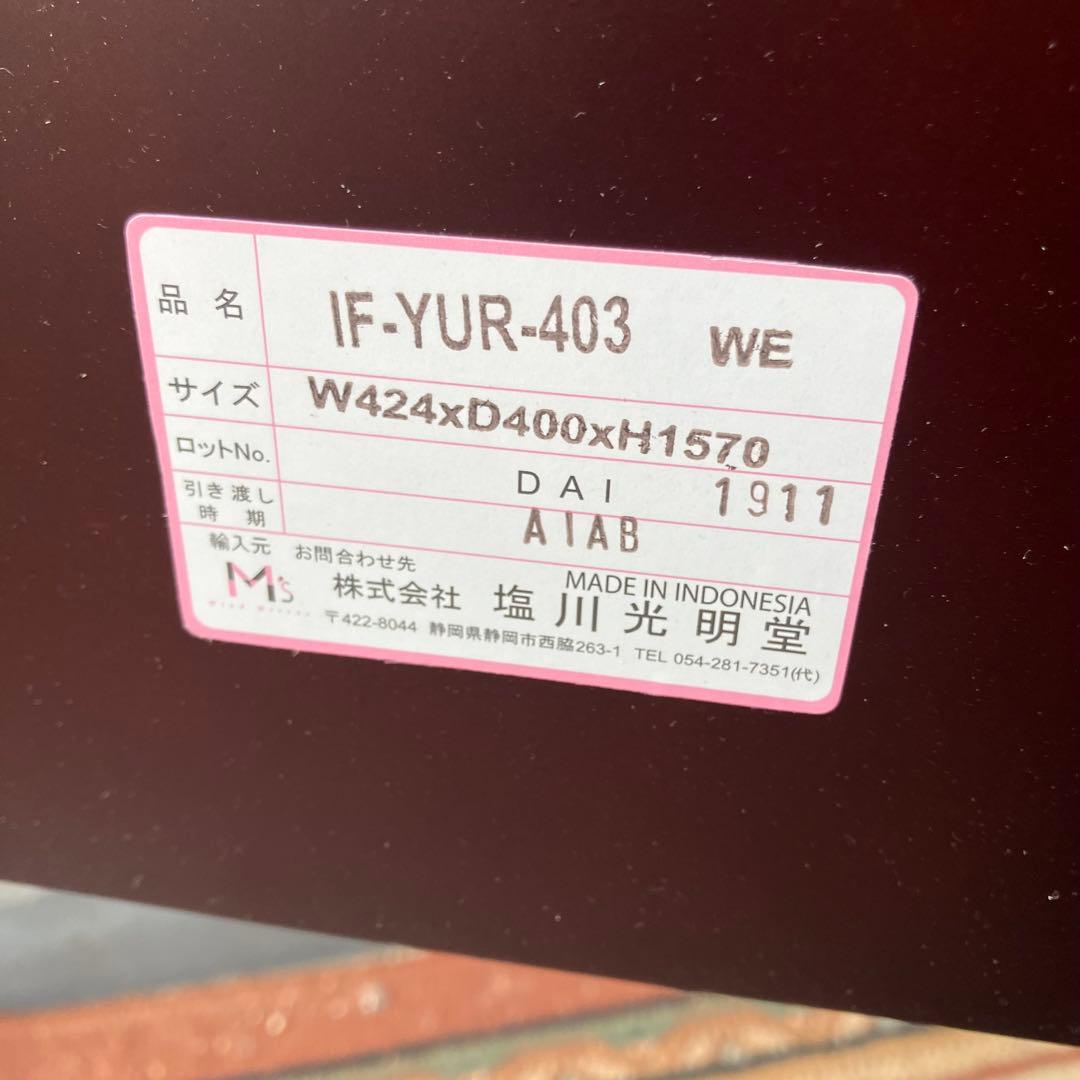 品 名 IF-YUR-403 WE
サイズ W424xD400xH1570
ロットNo. DAI 1911
引き渡し
時 期 A1AB
輸入元 お問合わせ先 MADE IN INDONESIA
M's 株式会社 塩川光明堂
〒422-8044 静岡県静岡市西脇263-1 TEL 054-281-7351(代)